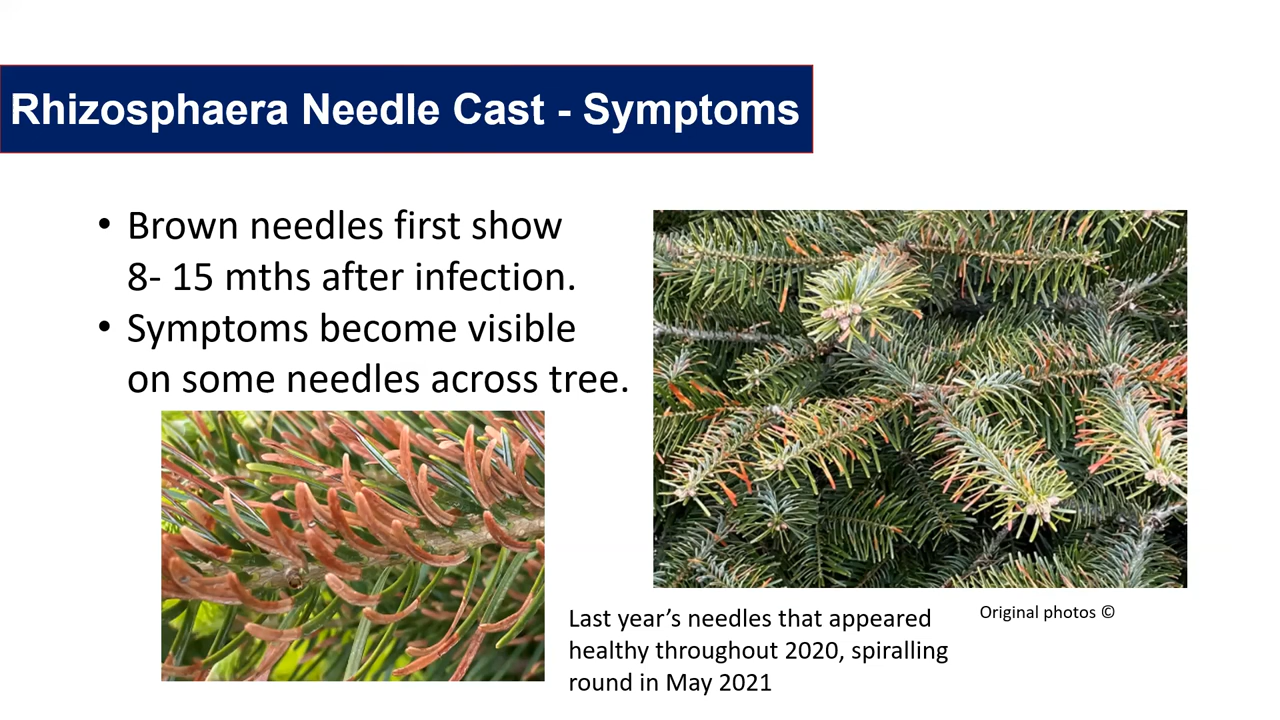 Rhizosphaera Needle Cast - Symptoms
• Brown needles first show
8- 15 mths after infection.
• Symptoms become visible
on some needles across tree.
Last year’s needles that appeared
healthy throughout 2020, spiralling
round in May 2021
Original photos ©